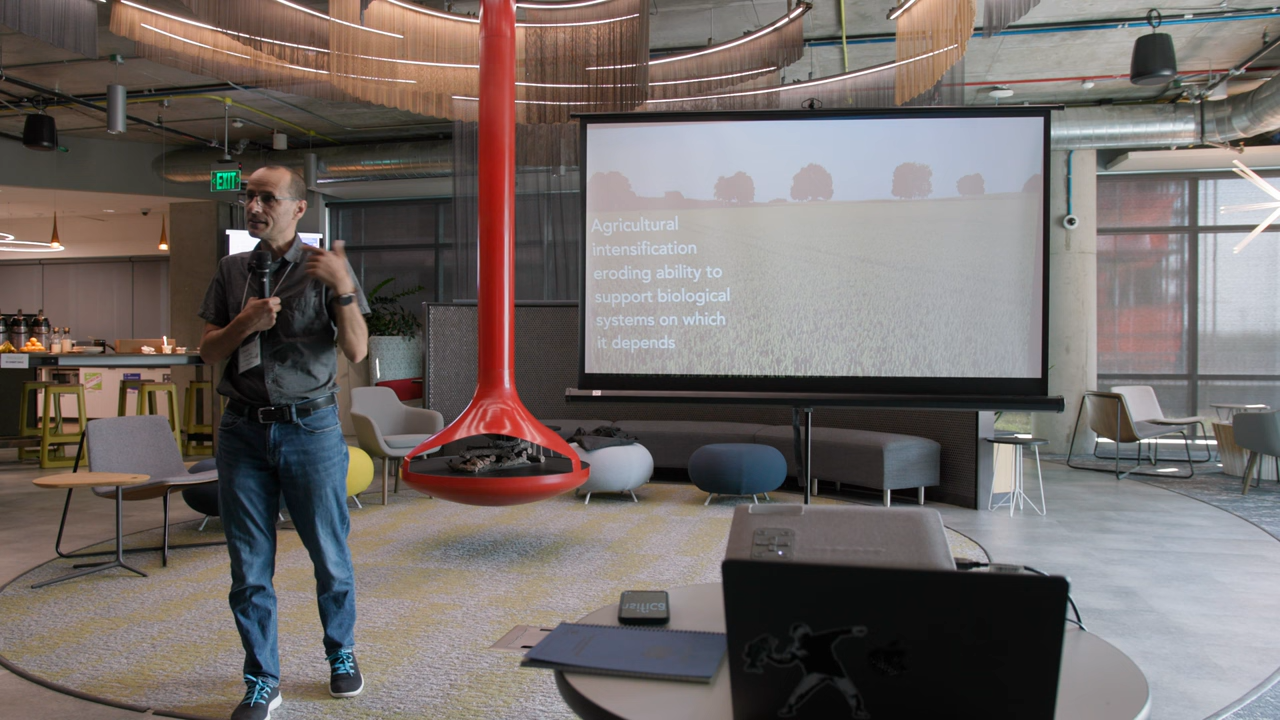 EXIT
Agricultural
intensification
eroding ability to
support biological
systems on which
it depends